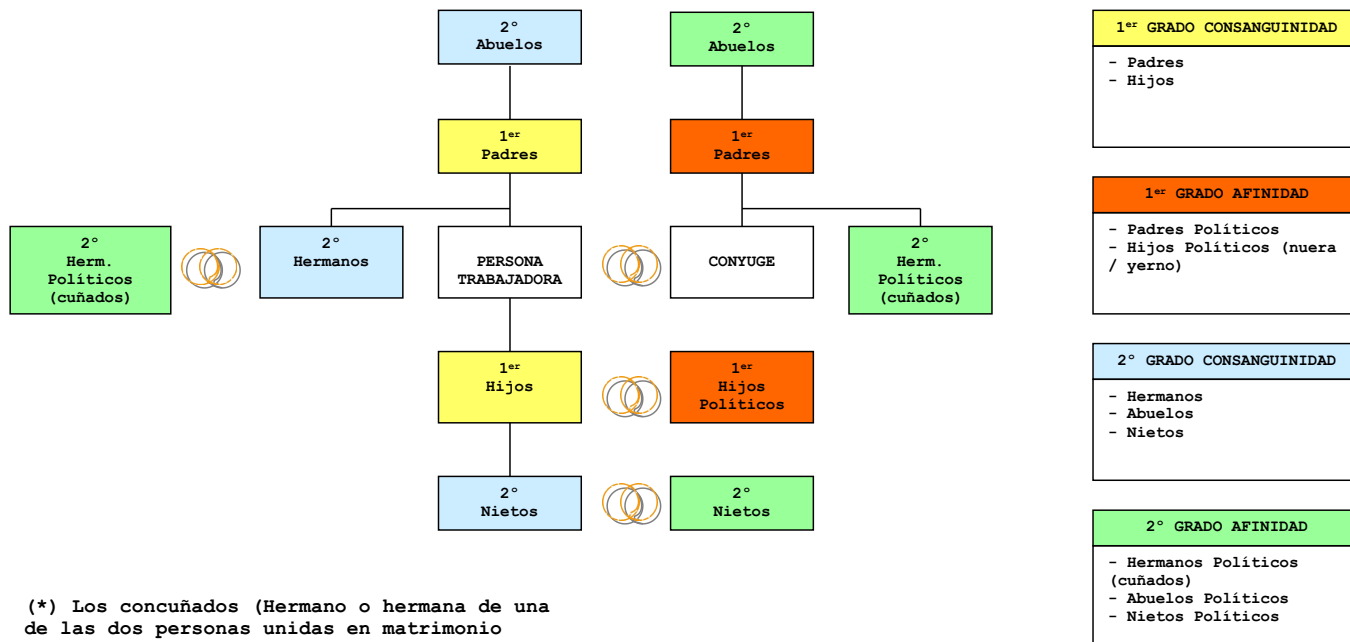 2º
Abuelos
2º
Abuelos
1er
Padres
1er
Padres
2º
Herm.
Políticos
(cuñados)
2º
Hermanos
PERSONA
TRABAJADORA
CONYUGE
2º
Herm.
Políticos
(cuñados)
1er
Hijos
1er
Hijos
Políticos
2º
Nietos
2º
Nietos
(*) Los concuñados (Hermano o hermana de una
de las dos personas unidas en matrimonio
1er GRADO CONSANGUINIDAD
- Padres
- Hijos
1er GRADO AFINIDAD
- Padres Políticos
- Hijos Políticos (nuera
/ yerno)
2º GRADO CONSANGUINIDAD
- Hermanos
- Abuelos
- Nietos
2º GRADO AFINIDAD
- Hermanos Políticos
(cuñados)
- Abuelos Políticos
- Nietos Políticos